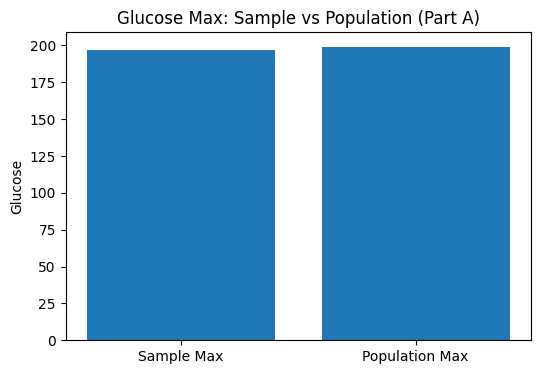 Glucose Max: Sample vs Population (Part A)
200
175
150
125
100
75
50
25
0
Glucose
Sample Max
Population Max